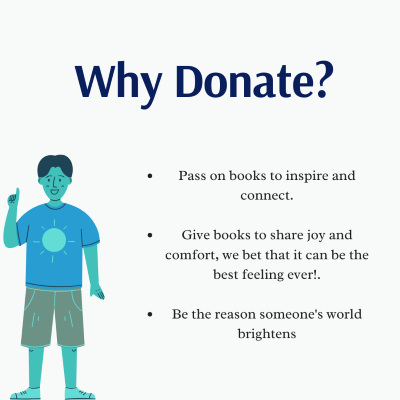 Why Donate?
• Pass on books to inspire and
connect.
• Give books to share joy and
comfort, we bet that it can be the
best feeling ever!.
• Be the reason someone's world
brightens